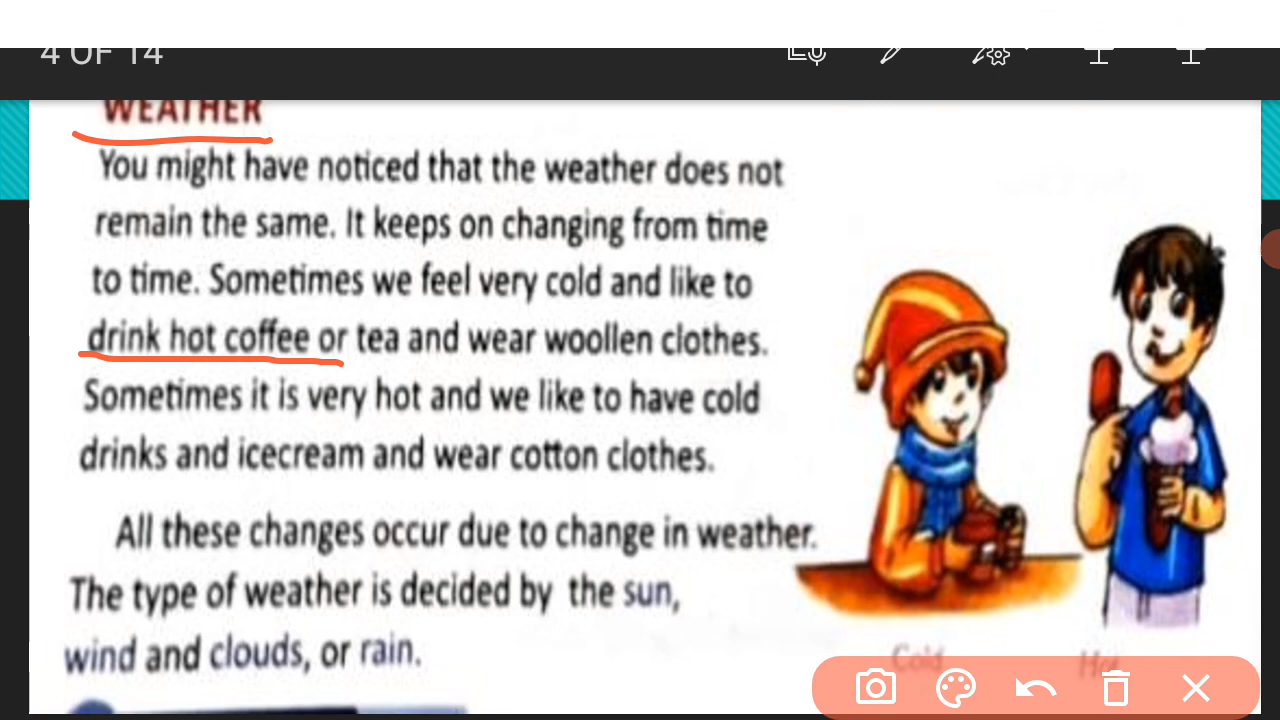 4 OF 14
WEATHER
You might have noticed that the weather does not
remain the same. It keeps on changing from time
to time. Sometimes we feel very cold and like to
drink hot coffee or tea and wear woollen clothes.
Sometimes it is very hot and we like to have cold
drinks and icecream and wear cotton clothes.
All these changes occur due to change in weather.
The type of weather is decided by the sun,
wind and clouds, or rain.
Cold
Hot